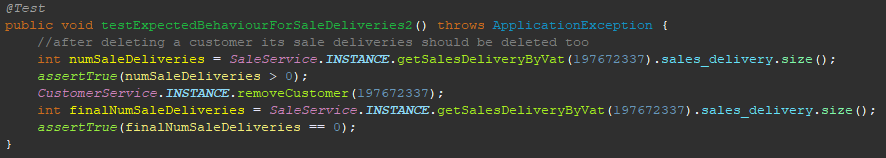 @Test
public void testExpectedBehaviourForSaleDeliveries2() throws ApplicationException {
//after deleting a customer its sale deliveries should be deleted too
int numSaleDeliveries = SaleService.INSTANCE.getSalesDeliveryByVat(197672337).sales_delivery.size();
assertTrue(numSaleDeliveries > 0);
CustomerService.INSTANCE.removeCustomer(197672337);
int finalNumSaleDeliveries = SaleService.INSTANCE.getSalesDeliveryByVat(197672337).sales_delivery.size();
assertTrue(finalNumSaleDeliveries == 0);
}